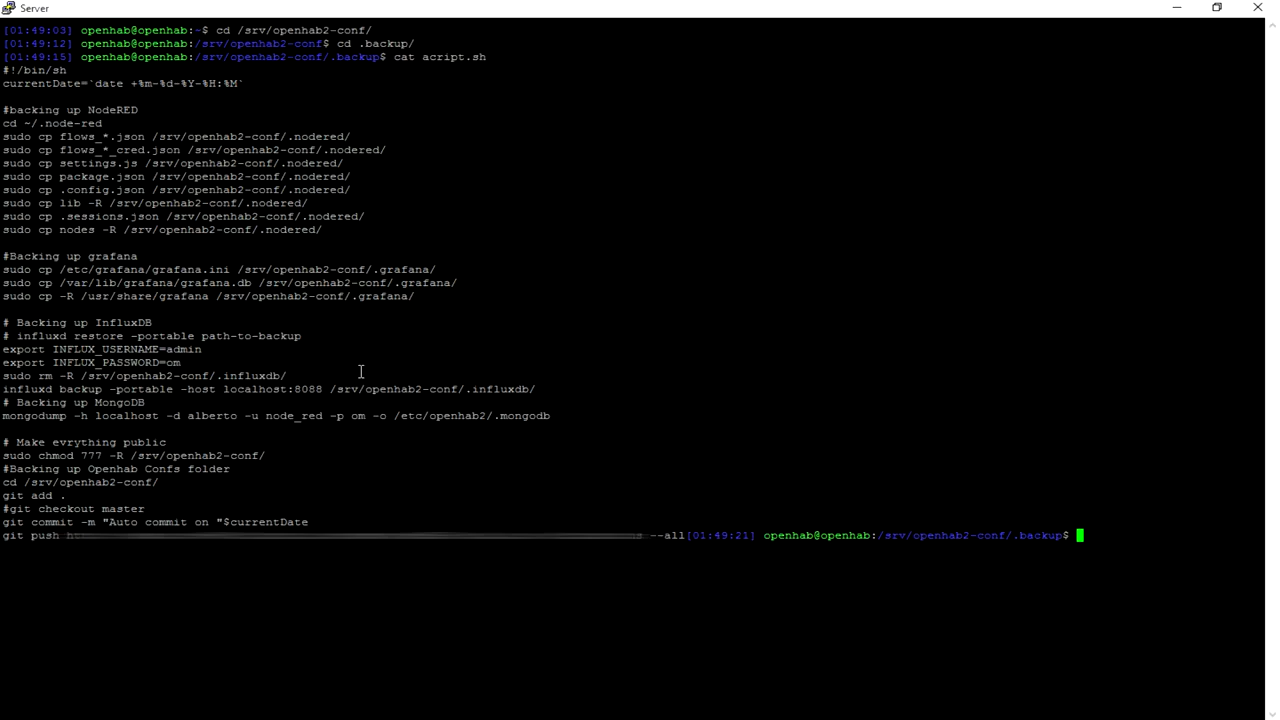 Server
[01:49:03] openhab@openhab:~$ cd /srv/openhab2-conf/
[01:49:12] openhab@openhab:/srv/openhab2-conf$ cd .backup/
[01:49:15] openhab@openhab:/srv/openhab2-conf/.backup$ cat acript.sh
#!/bin/sh
currentDate=`date +%m-%d-%Y-%H:%M`
#backing up NodeRED
cd ~/.node-red
sudo cp flows_*.json /srv/openhab2-conf/.nodered/
sudo cp flows_*_cred.json /srv/openhab2-conf/.nodered/
sudo cp settings.js /srv/openhab2-conf/.nodered/
sudo cp package.json /srv/openhab2-conf/.nodered/
sudo cp .config.json /srv/openhab2-conf/.nodered/
sudo cp lib -R /srv/openhab2-conf/.nodered/
sudo cp .sessions.json /srv/openhab2-conf/.nodered/
sudo cp nodes -R /srv/openhab2-conf/.nodered/
#Backing up grafana
sudo cp /etc/grafana/grafana.ini /srv/openhab2-conf/.grafana/
sudo cp /var/lib/grafana/grafana.db /srv/openhab2-conf/.grafana/
sudo cp -R /usr/share/grafana /srv/openhab2-conf/.grafana/
# Backing up InfluxDB
# influxd restore -portable path-to-backup
export INFLUX_USERNAME=admin
export INFLUX_PASSWORD=om
sudo rm -R /srv/openhab2-conf/.influxdb/
influxd backup -portable -host localhost:8088 /srv/openhab2-conf/.influxdb/
# Backing up MongoDB
mongodump -h localhost -d alberto -u node_red -p om -o /etc/openhab2/.mongodb
# Make evrything public
sudo chmod 777 -R /srv/openhab2-conf/
#Backing up Openhab Confs folder
cd /srv/openhab2-conf/
git add .
#git checkout master
git commit -m "Auto commit on "$currentDate
git push --all[01:49:21] openhab@openhab:/srv/openhab2-conf/.backup$